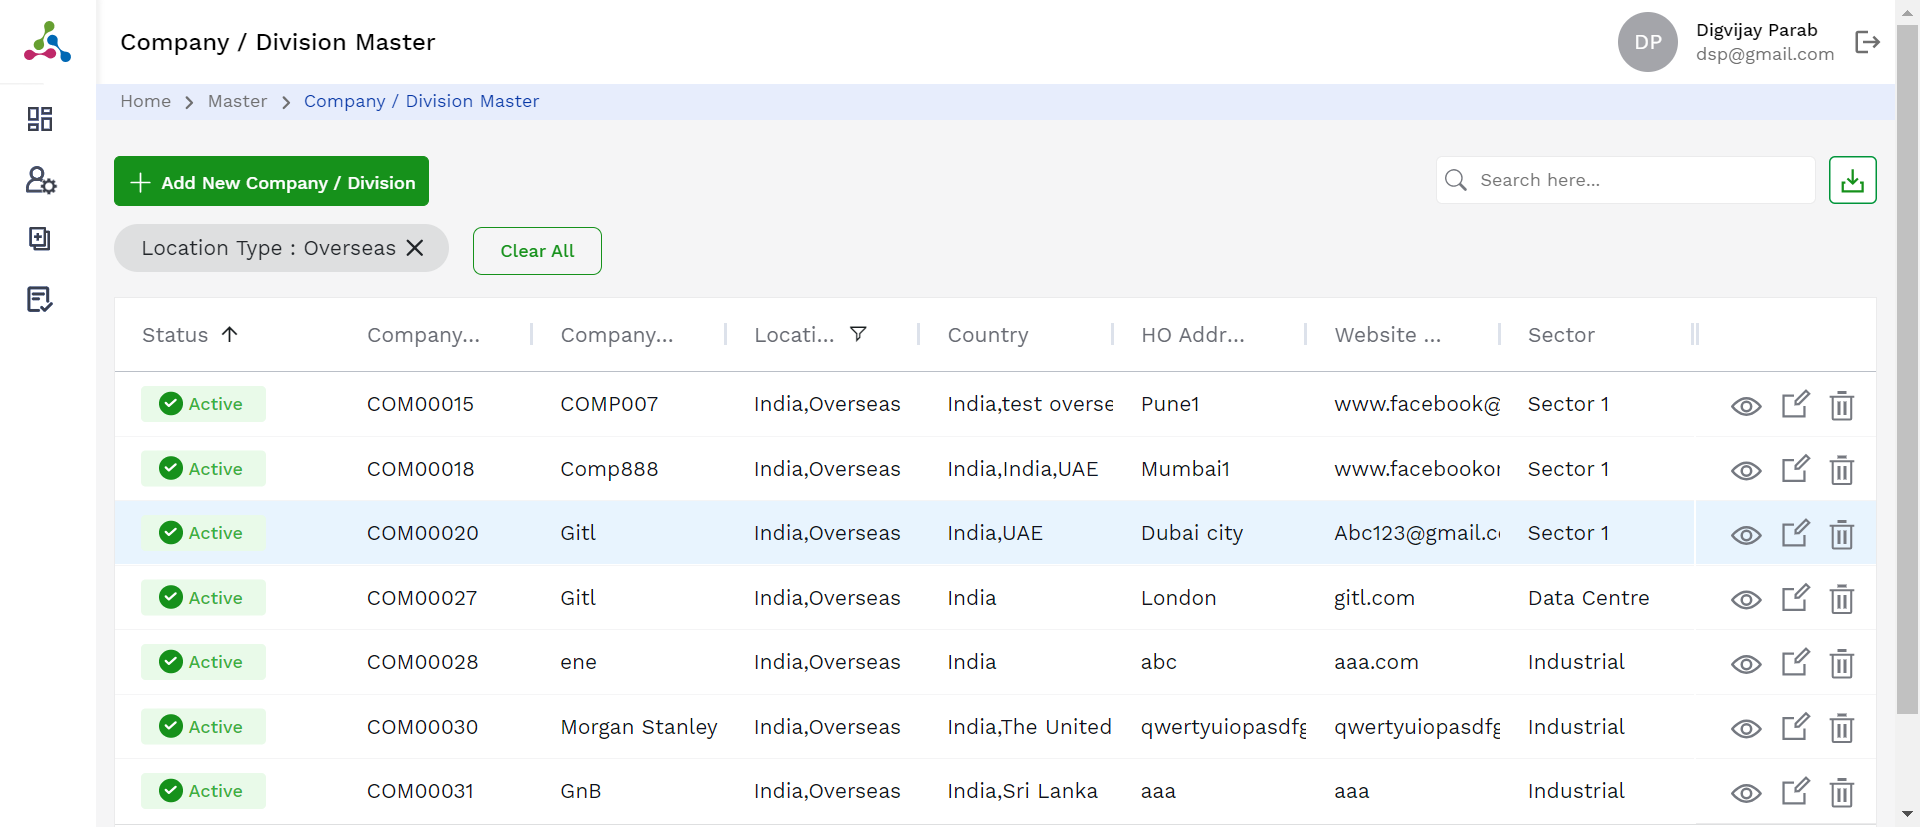 Company / Division Master
DP
Digvijay Parab
dsp@gmail.com
Home > Master > Company / Division Master
+ Add New Company / Division
Search here...
Location Type : Overseas ✕
Clear All
Status Company... Company... Locati... Country HO Addr... Website ... Sector
Active COM00015 COMP007 India,Overseas India,test overse Pune1 www.facebook@ Sector 1
Active COM00018 Comp888 India,Overseas India,India,UAE Mumbai1 www.facebookor Sector 1
Active COM00020 Gitl India,Overseas India,UAE Dubai city Abc123@gmail.c Sector 1
Active COM00027 Gitl India,Overseas India London gitl.com Data Centre
Active COM00028 ene India,Overseas India abc aaa.com Industrial
Active COM00030 Morgan Stanley India,Overseas India,The United qwertyuiopasdfg qwertyuiopasdfg Industrial
Active COM00031 GnB India,Overseas India,Sri Lanka aaa aaa Industrial